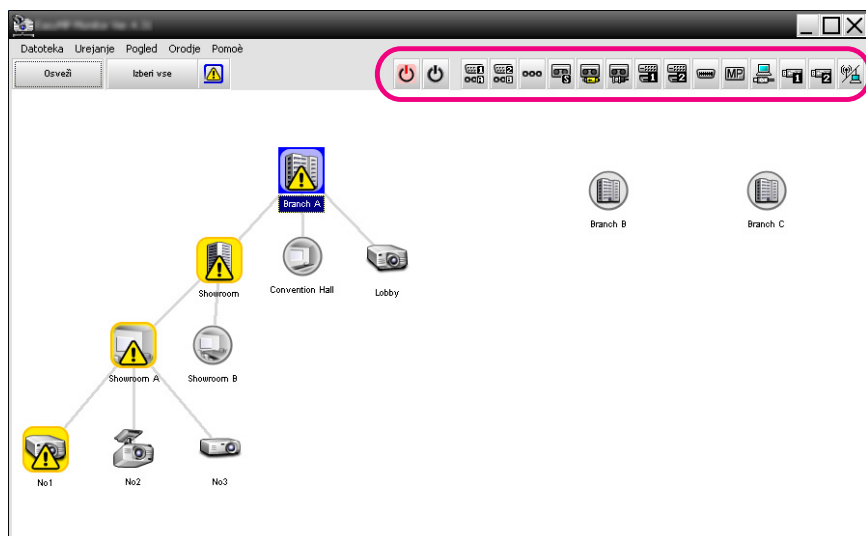 Datoteka Urejanje Pogled Orodje Pomoè
Osveži Izberi vse
MP
Branch A
Branch B Branch C
Showroom Convention Hall Lobby
Showroom A Showroom B
No1 No2 No3